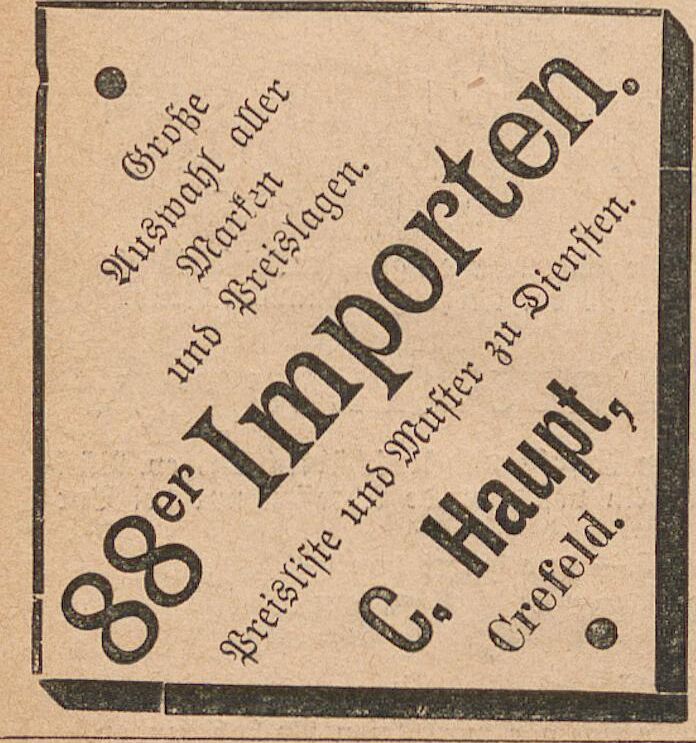 Große
Auswahl aller
Marken
und Preislagen.
88er Importen.
Preisliste und Muster zu Diensten.
C. Haupt,
Crefeld.